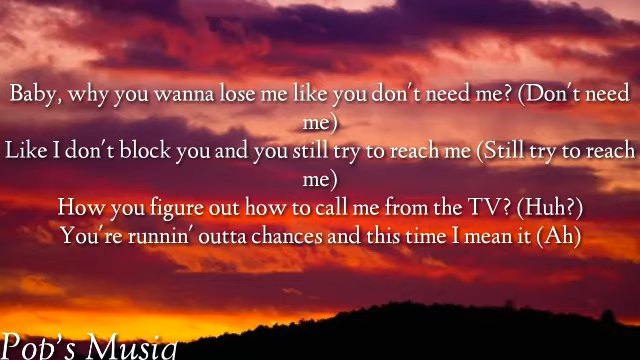 Baby, why you wanna lose me like you don't need me? (Don't need
me)
Like I don't block you and you still try to reach me (Still try to reach
me)
How you figure out how to call me from the TV? (Huh?)
You're runnin' outta chances and this time I mean it (Ah)
Pop's Musiq